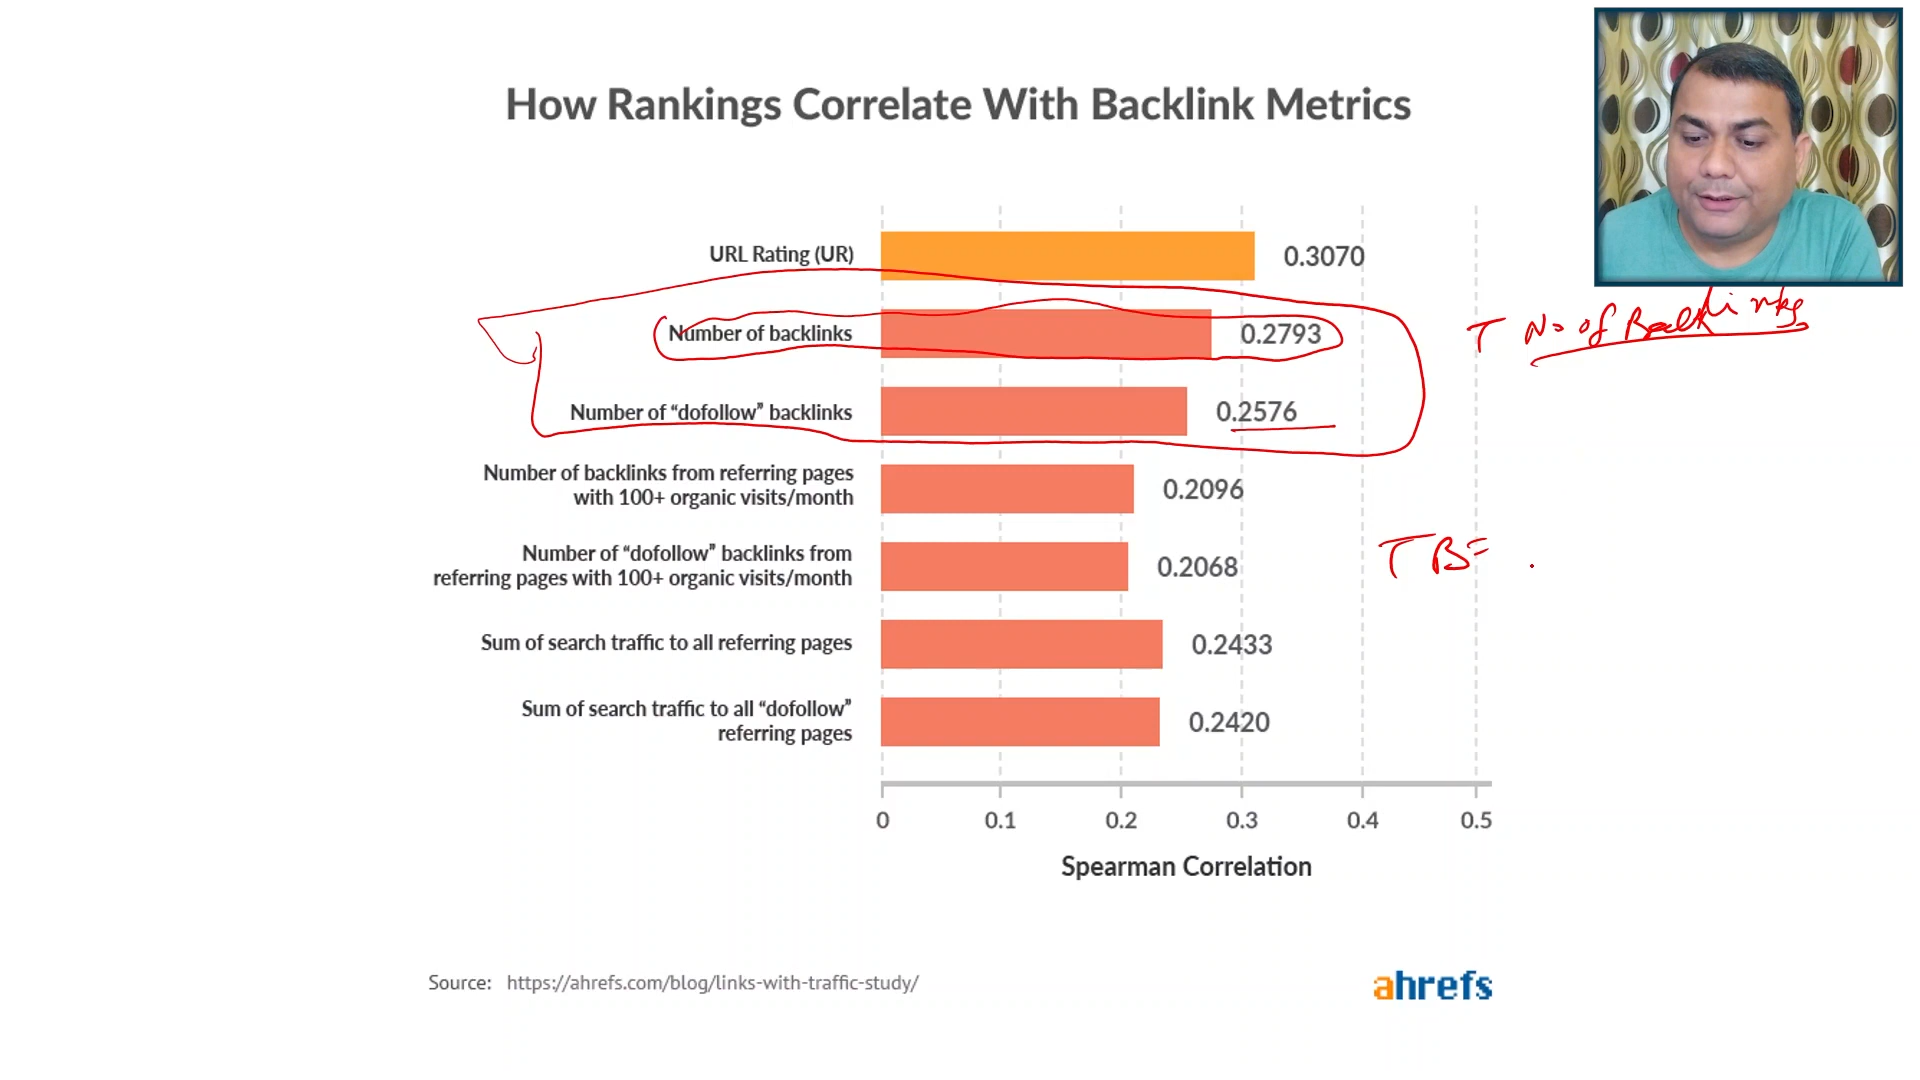 How Rankings Correlate With Backlink Metrics
URL Rating (UR) 0.3070
Number of backlinks 0.2793
T No of Backlinks
Number of “dofollow” backlinks 0.2576
Number of backlinks from referring pages
with 100+ organic visits/month 0.2096
Number of “dofollow” backlinks from
referring pages with 100+ organic visits/month 0.2068
TB =
Sum of search traffic to all referring pages 0.2433
Sum of search traffic to all “dofollow”
referring pages 0.2420
0 0.1 0.2 0.3 0.4 0.5
Spearman Correlation
Source: https://ahrefs.com/blog/links-with-traffic-study/
ahrefs